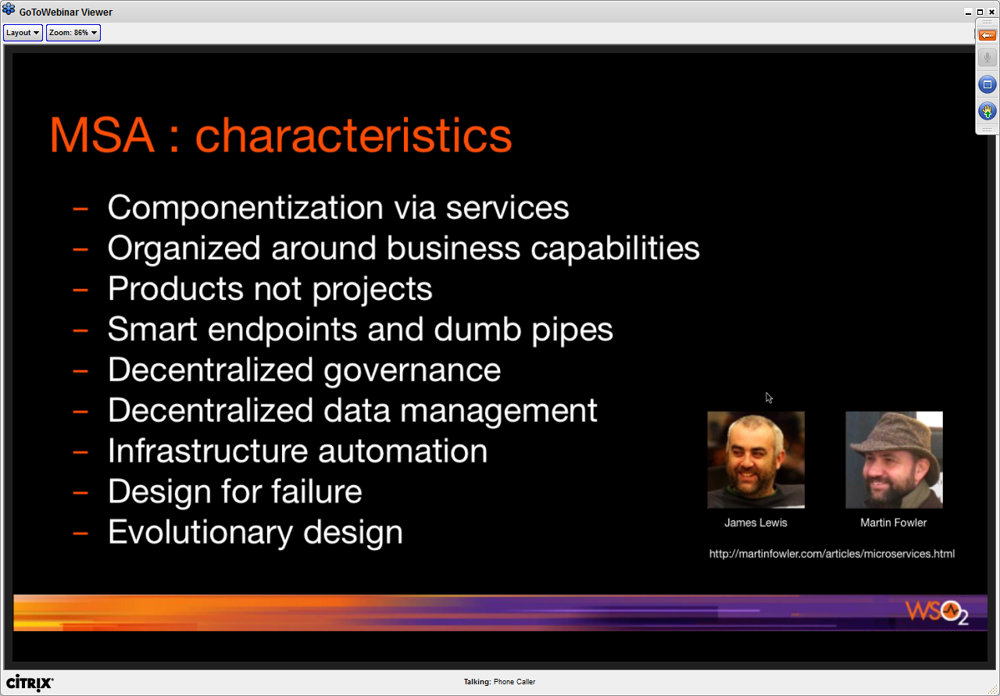 GoToWebinar Viewer
Layout Zoom: 86%
MSA : characteristics
– Componentization via services
– Organized around business capabilities
– Products not projects
– Smart endpoints and dumb pipes
– Decentralized governance
– Decentralized data management
– Infrastructure automation
– Design for failure
– Evolutionary design
James Lewis Martin Fowler
http://martinfowler.com/articles/microservices.html
WSO2
CITRIX
Talking: Phone Caller